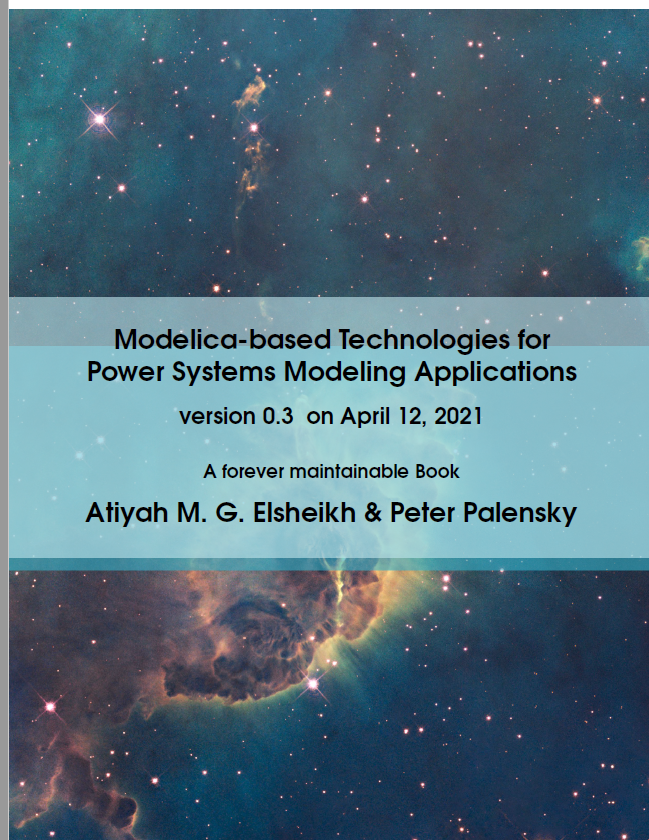 Modelica-based Technologies for
Power Systems Modeling Applications
version 0.3 on April 12, 2021
A forever maintainable Book
Atiyah M. G. Elsheikh & Peter Palensky